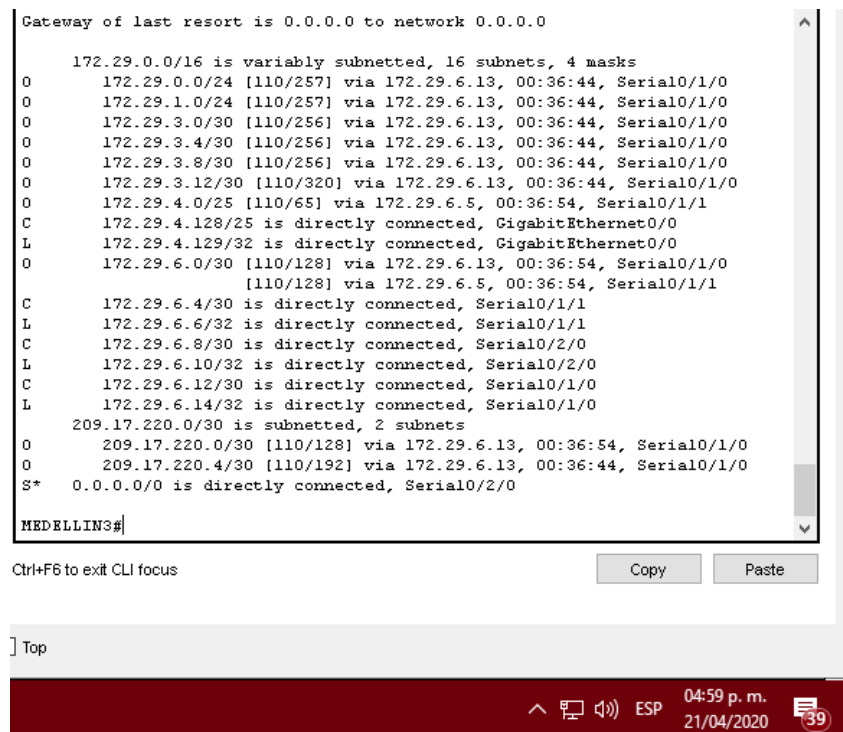 Gateway of last resort is 0.0.0.0 to network 0.0.0.0
172.29.0.0/16 is variably subnetted, 16 subnets, 4 masks
O 172.29.0.0/24 [110/257] via 172.29.6.13, 00:36:44, Serial0/1/0
O 172.29.1.0/24 [110/257] via 172.29.6.13, 00:36:44, Serial0/1/0
O 172.29.3.0/30 [110/256] via 172.29.6.13, 00:36:44, Serial0/1/0
O 172.29.3.4/30 [110/256] via 172.29.6.13, 00:36:44, Serial0/1/0
O 172.29.3.8/30 [110/256] via 172.29.6.13, 00:36:44, Serial0/1/0
O 172.29.3.12/30 [110/320] via 172.29.6.13, 00:36:44, Serial0/1/0
O 172.29.4.0/25 [110/65] via 172.29.6.5, 00:36:54, Serial0/1/1
C 172.29.4.128/25 is directly connected, GigabitEthernet0/0
L 172.29.4.129/32 is directly connected, GigabitEthernet0/0
O 172.29.6.0/30 [110/128] via 172.29.6.13, 00:36:54, Serial0/1/0
[110/128] via 172.29.6.5, 00:36:54, Serial0/1/1
C 172.29.6.4/30 is directly connected, Serial0/1/1
L 172.29.6.6/32 is directly connected, Serial0/1/1
C 172.29.6.8/30 is directly connected, Serial0/2/0
L 172.29.6.10/32 is directly connected, Serial0/2/0
C 172.29.6.12/30 is directly connected, Serial0/1/0
L 172.29.6.14/32 is directly connected, Serial0/1/0
209.17.220.0/30 is subnetted, 2 subnets
O 209.17.220.0/30 [110/128] via 172.29.6.13, 00:36:54, Serial0/1/0
O 209.17.220.4/30 [110/192] via 172.29.6.13, 00:36:44, Serial0/1/0
S* 0.0.0.0/0 is directly connected, Serial0/2/0
MEDELLIN3#
Ctrl+F6 to exit CLI focus Copy Paste
Top
ESP 04:59 p. m.
21/04/2020 39